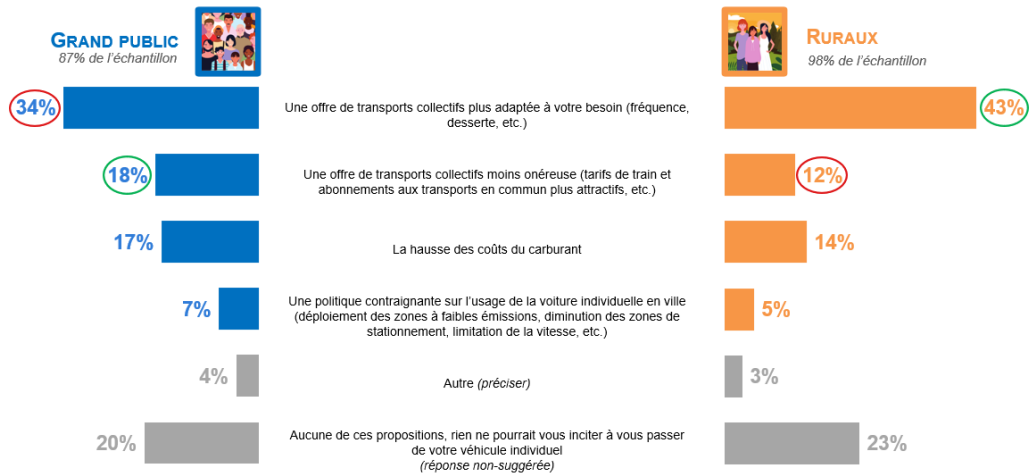 GRAND PUBLIC
87% de l’échantillon
RURAUX
98% de l’échantillon
34%
Une offre de transports collectifs plus adaptée à votre besoin (fréquence,
desserte, etc.)
43%
18%
Une offre de transports collectifs moins onéreuse (tarifs de train et
abonnements aux transports en commun plus attractifs, etc.)
12%
17%
La hausse des coûts du carburant
14%
7%
Une politique contraignante sur l’usage de la voiture individuelle en ville
(déploiement des zones à faibles émissions, diminution des zones de
stationnement, limitation de la vitesse, etc.)
5%
4%
Autre (préciser)
3%
20%
Aucune de ces propositions, rien ne pourrait vous inciter à vous passer
de votre véhicule individuel
(réponse non-suggérée)
23%